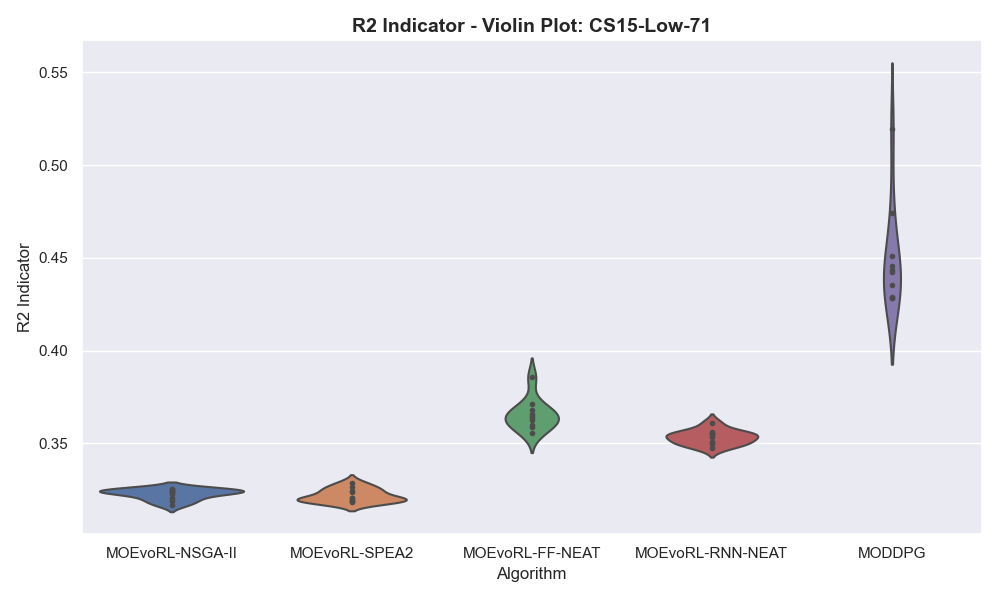 R2 Indicator - Violin Plot: CS15-Low-71
0.55
0.50
0.45
0.40
0.35
R2 Indicator
MOEvoRL-NSGA-II
MOEvoRL-SPEA2
MOEvoRL-FF-NEAT
MOEvoRL-RNN-NEAT
MODDPG
Algorithm